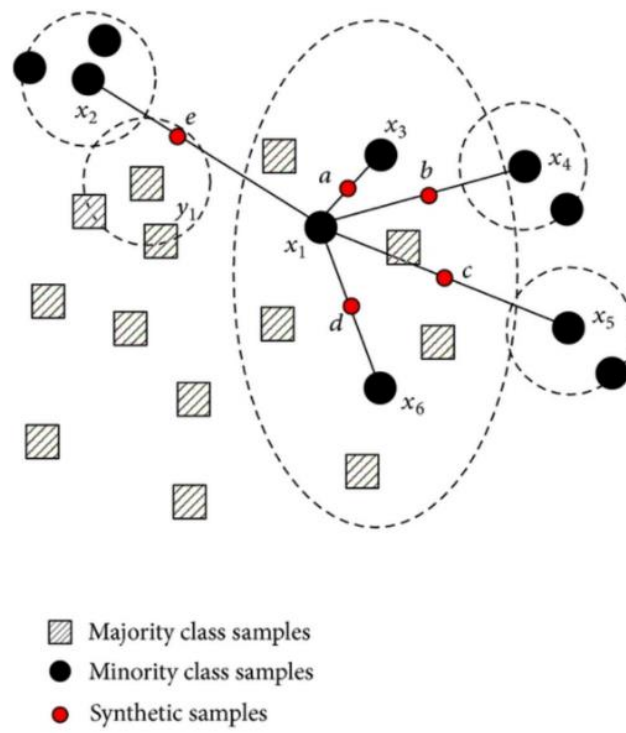 e
x2
x3
a
b
x4
y1
x1
c
x5
d
x6
Majority class samples
Minority class samples
Synthetic samples